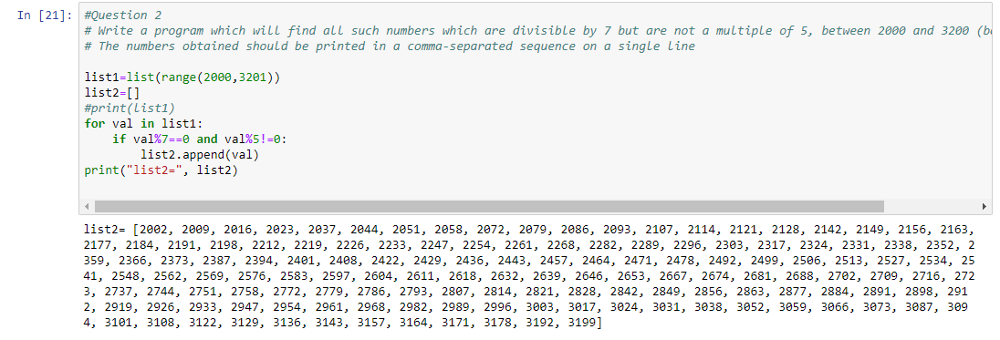 In [21]: #Question 2
# Write a program which will find all such numbers which are divisible by 7 but are not a multiple of 5, between 2000 and 3200 (b
# The numbers obtained should be printed in a comma-separated sequence on a single line
list1=list(range(2000,3201))
list2=[]
#print(list1)
for val in list1:
    if val%7==0 and val%5!=0:
        list2.append(val)
print("list2=", list2)
list2= [2002, 2009, 2016, 2023, 2037, 2044, 2051, 2058, 2072, 2079, 2086, 2093, 2107, 2114, 2121, 2128, 2142, 2149, 2156, 2163,
2177, 2184, 2191, 2198, 2212, 2219, 2226, 2233, 2247, 2254, 2261, 2268, 2282, 2289, 2296, 2303, 2317, 2324, 2331, 2338, 2352, 2
359, 2366, 2373, 2387, 2394, 2401, 2408, 2422, 2429, 2436, 2443, 2457, 2464, 2471, 2478, 2492, 2499, 2506, 2513, 2527, 2534, 25
41, 2548, 2562, 2569, 2576, 2583, 2597, 2604, 2611, 2618, 2632, 2639, 2646, 2653, 2667, 2674, 2681, 2688, 2702, 2709, 2716, 272
3, 2737, 2744, 2751, 2758, 2772, 2779, 2786, 2793, 2807, 2814, 2821, 2828, 2842, 2849, 2856, 2863, 2877, 2884, 2891, 2898, 291
2, 2919, 2926, 2933, 2947, 2954, 2961, 2968, 2982, 2989, 2996, 3003, 3017, 3024, 3031, 3038, 3052, 3059, 3066, 3073, 3087, 309
4, 3101, 3108, 3122, 3129, 3136, 3143, 3157, 3164, 3171, 3178, 3192, 3199]